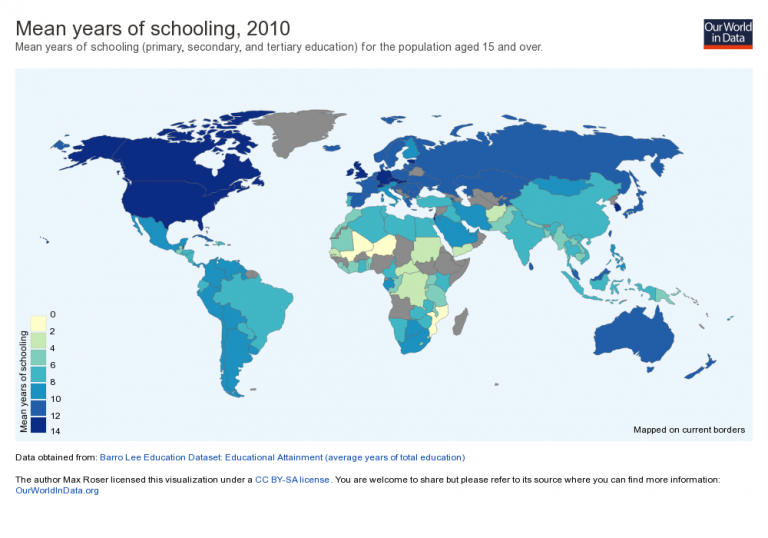 Mean years of schooling, 2010
Mean years of schooling (primary, secondary, and tertiary education) for the population aged 15 and over.
Our World
in Data
Mean years of schooling
0
2
4
6
8
10
12
14
Mapped on current borders
Data obtained from: Barro Lee Education Dataset: Educational Attainment (average years of total education)
The author Max Roser licensed this visualization under a CC BY-SA license. You are welcome to share but please refer to its source where you can find more information:
OurWorldInData.org